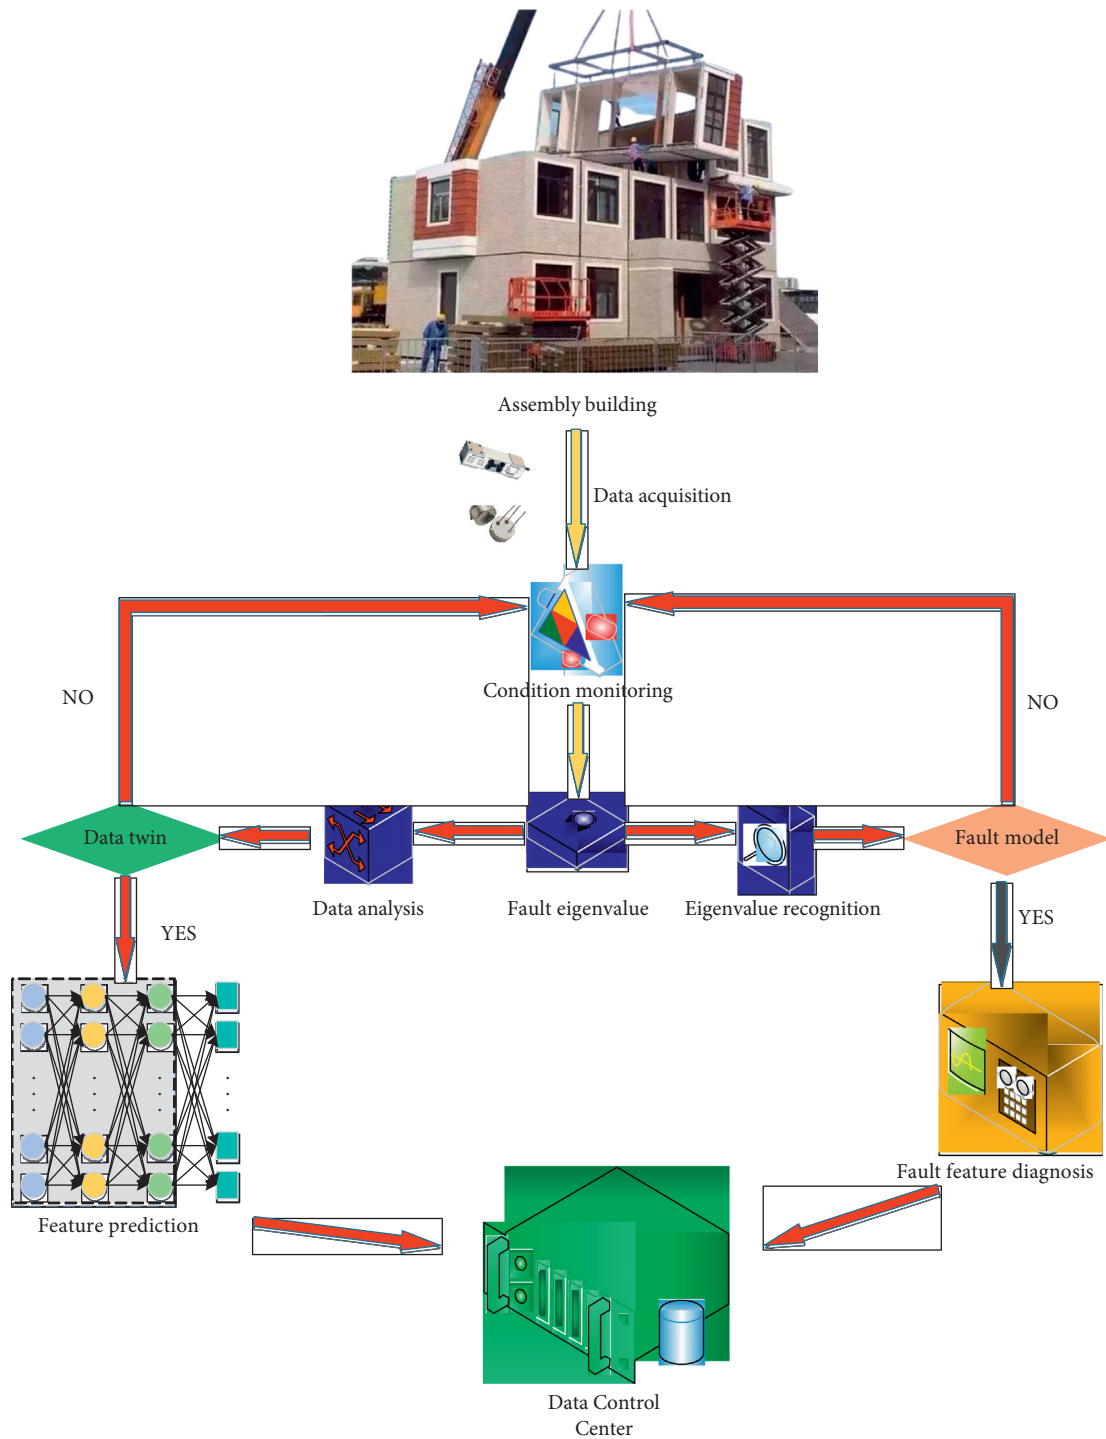 Assembly building
Data acquisition
Condition monitoring
NO
NO
Data twin
Fault model
Data analysis
Fault eigenvalue
Eigenvalue recognition
YES
YES
Fault feature diagnosis
Feature prediction
Data Control
Center